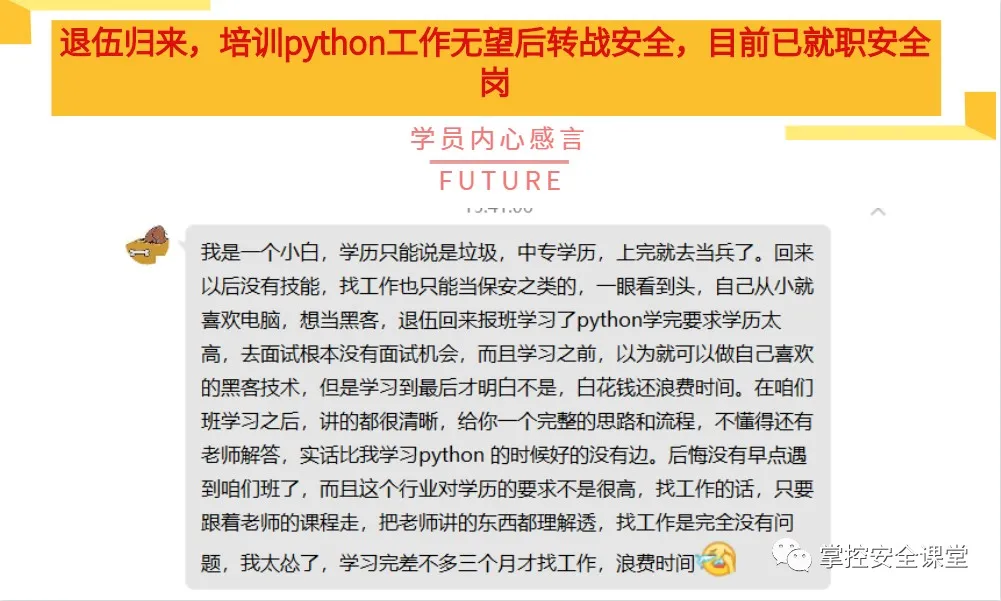 退伍归来，培训python工作无望后转战安全，目前已就职安全
岗
学员内心感言
FUTURE
我是一个小白，学历只能说是垃圾，中专学历，上完就去当兵了。回来
以后没有技能，找工作也只能当保安之类的，一眼看到头，自己从小就
喜欢电脑，想当黑客，退伍回来报班学习了python学完要求学历太
高，去面试根本没有面试机会，而且学习之前，以为就可以做自己喜欢
的黑客技术，但是学习到最后才明白不是，白花钱还浪费时间。在咱们
班学习之后，讲的都很清晰，给你一个完整的思路和流程，不懂得还有
老师解答，实话比我学习python 的时候好的没有边。后悔没有早点遇
到咱们班了，而且这个行业对学历的要求不是很高，找工作的话，只要
跟着老师的课程走，把老师讲的东西都理解透，找工作是完全没有问
题，我太怂了，学习完差不多三个月才找工作，浪费时间
掌控安全课堂